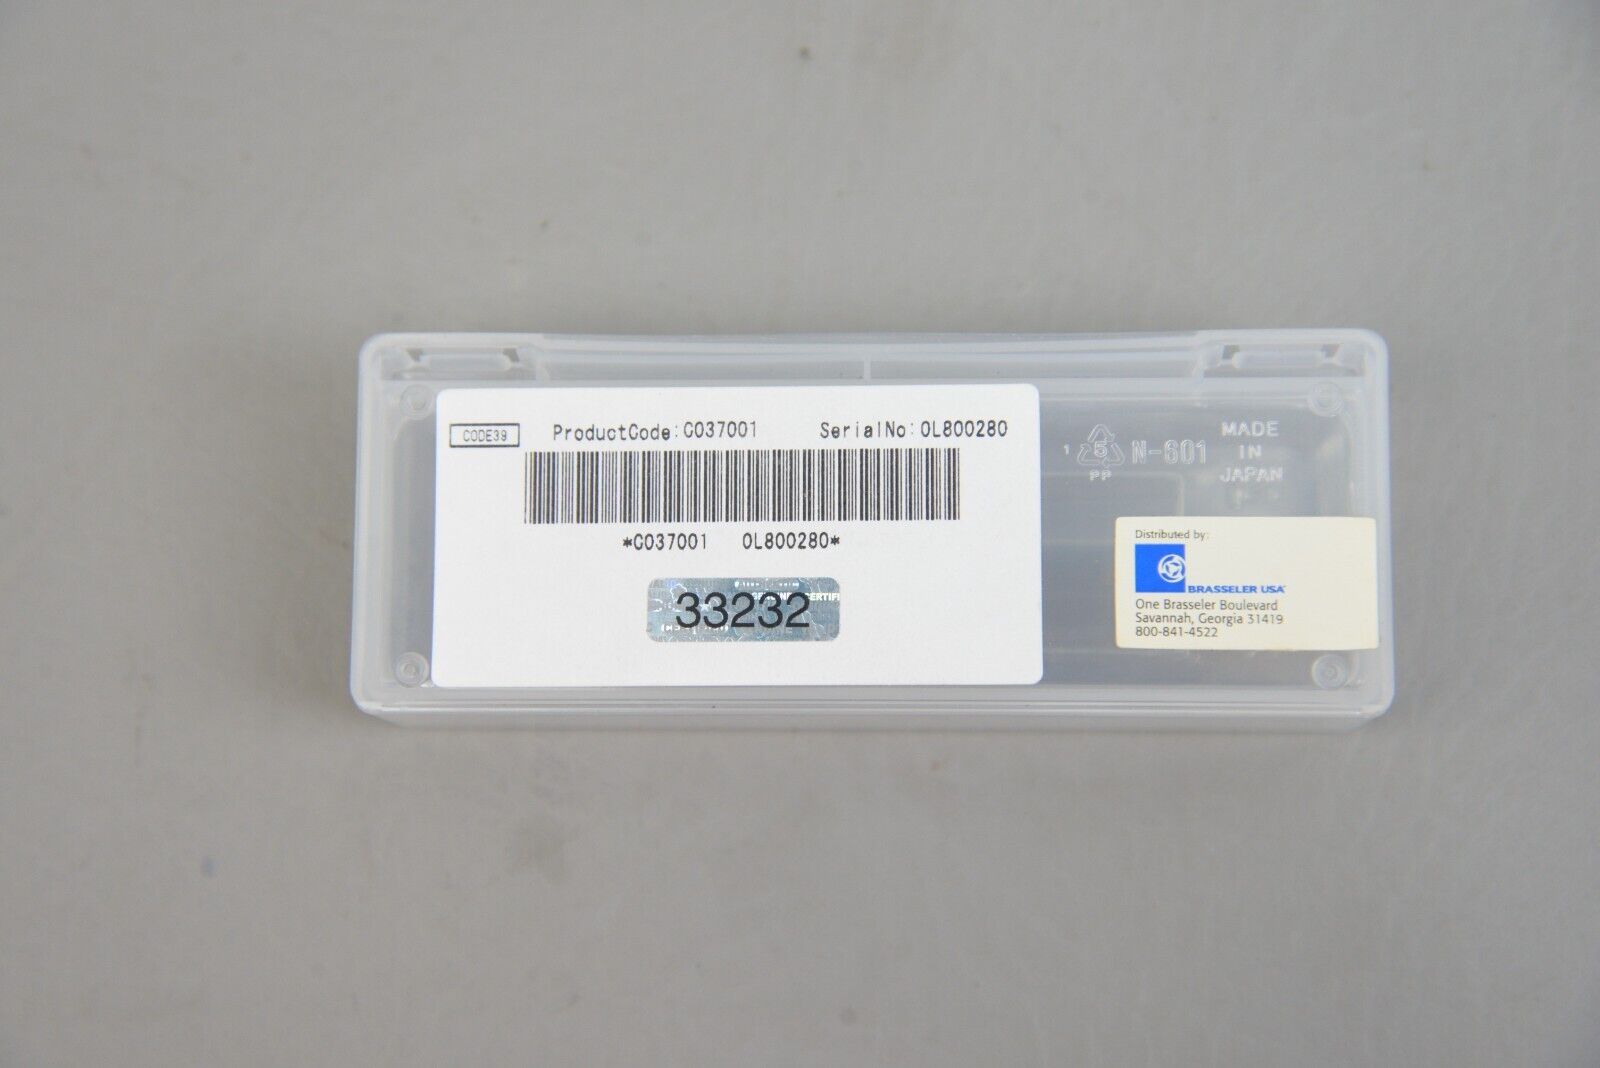 CODE39
ProductCode:C037001 SerialNo:0L800280
*C037001 0L800280*
33232
1 5 PP N-601
MADE
IN
JAPAN
Distributed by:
BRASSELER USA
One Brasseler Boulevard
Savannah, Georgia 31419
800-841-4522